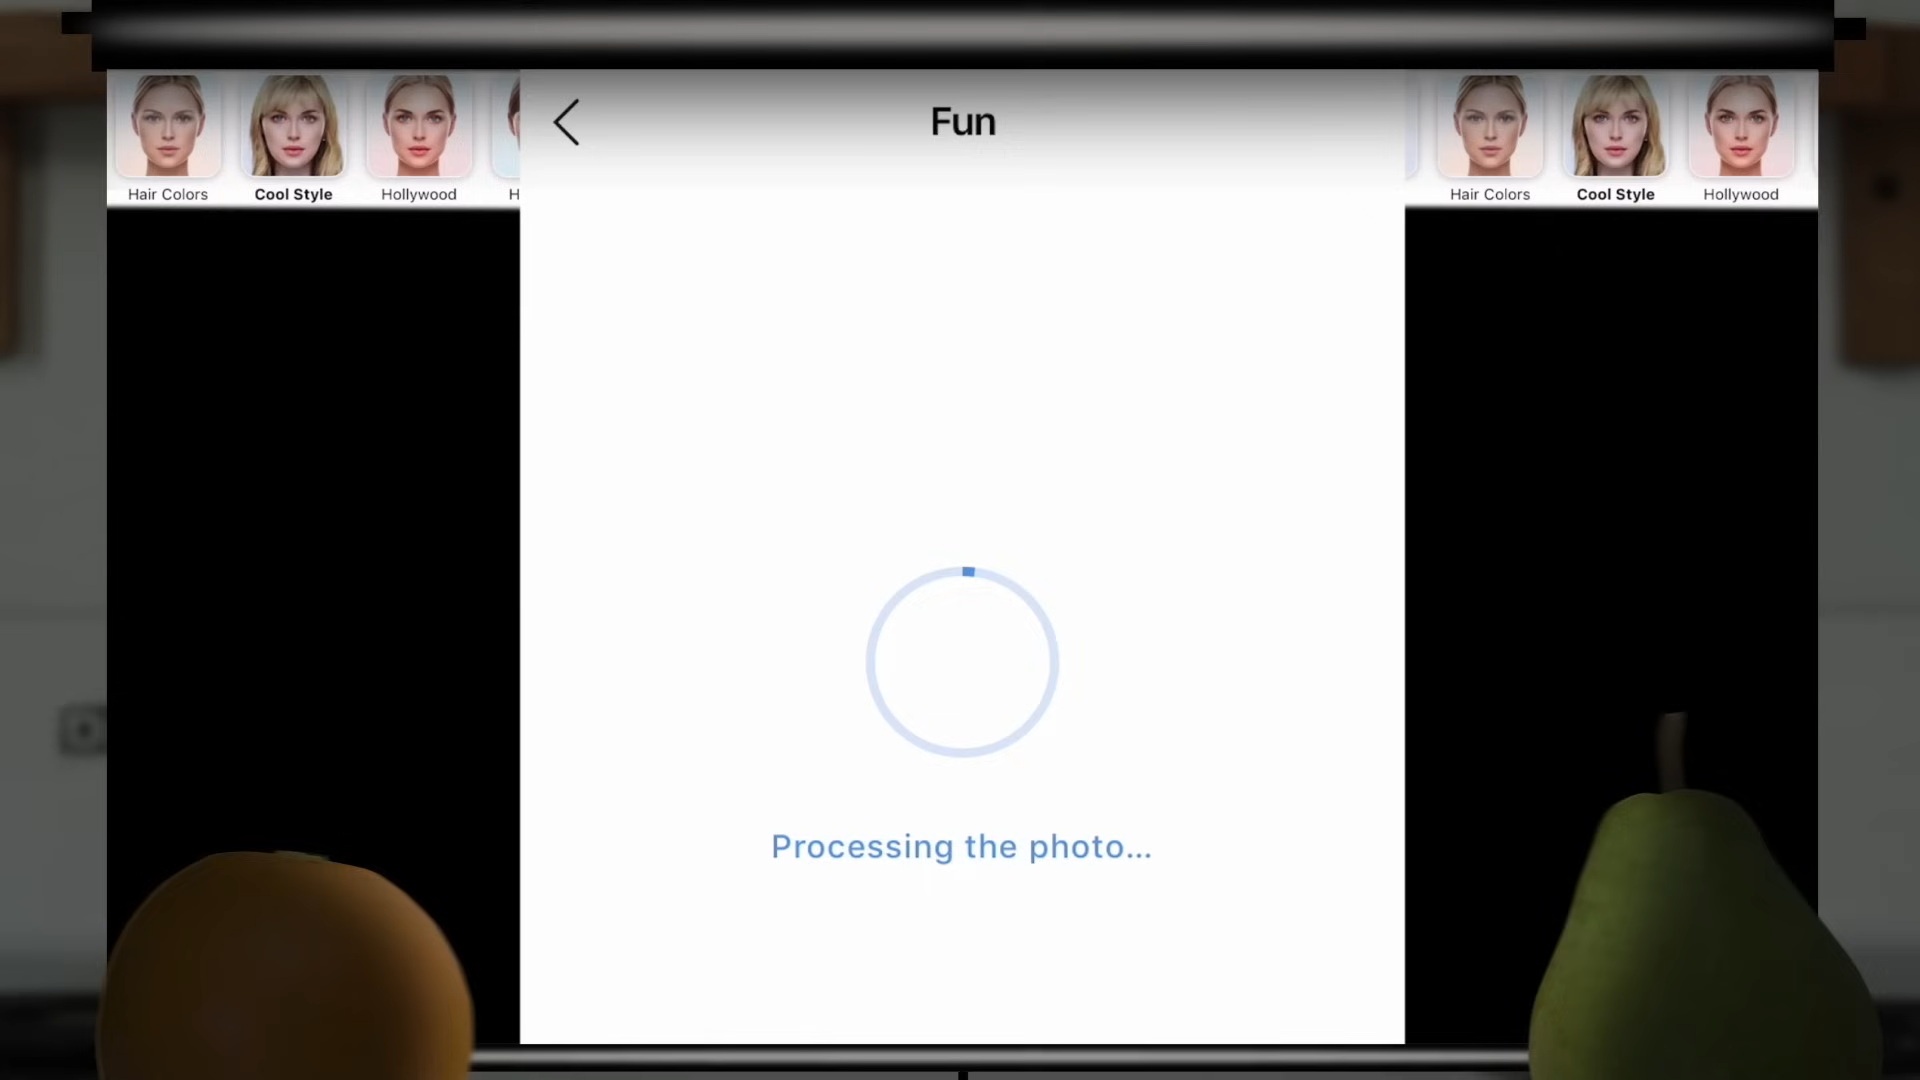 Fun
Hair Colors
Cool Style
Hollywood
H
Hair Colors
Cool Style
Hollywood
Processing the photo...